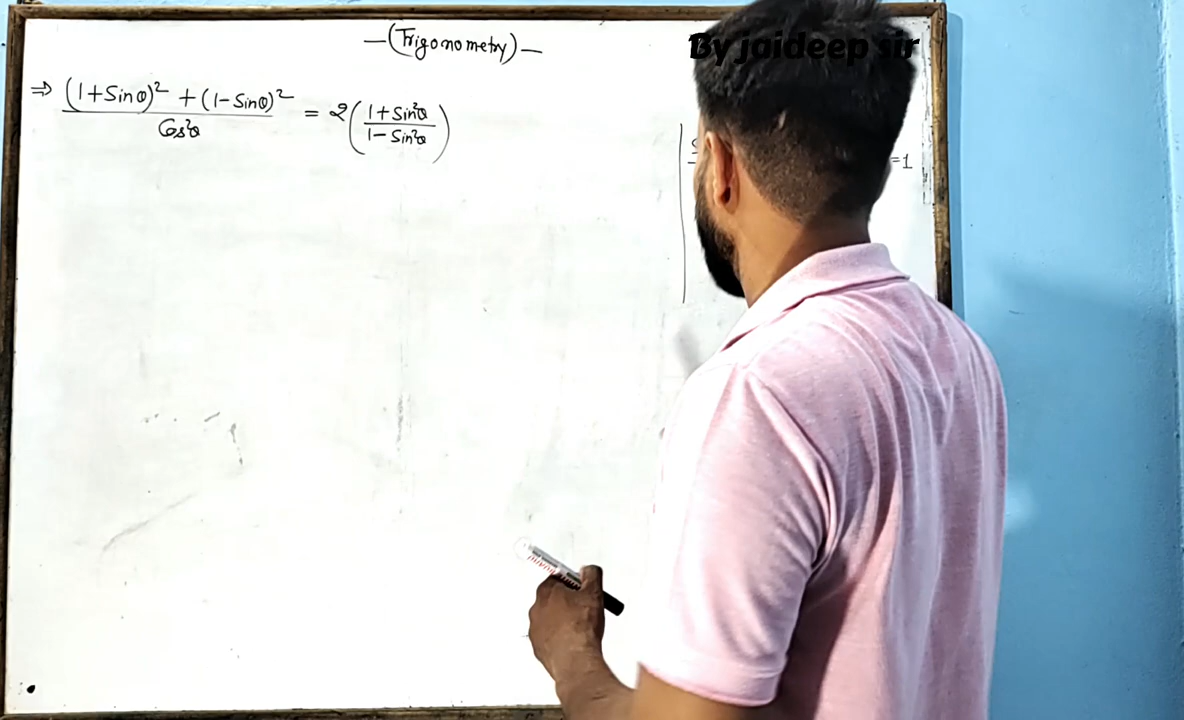 By jaideep sir
—(Trigonometry)—
⇒ (1+Sinθ)² + (1-Sinθ)² / Cos²θ = 2(1+Sin²θ / 1-Sin²θ)
=1